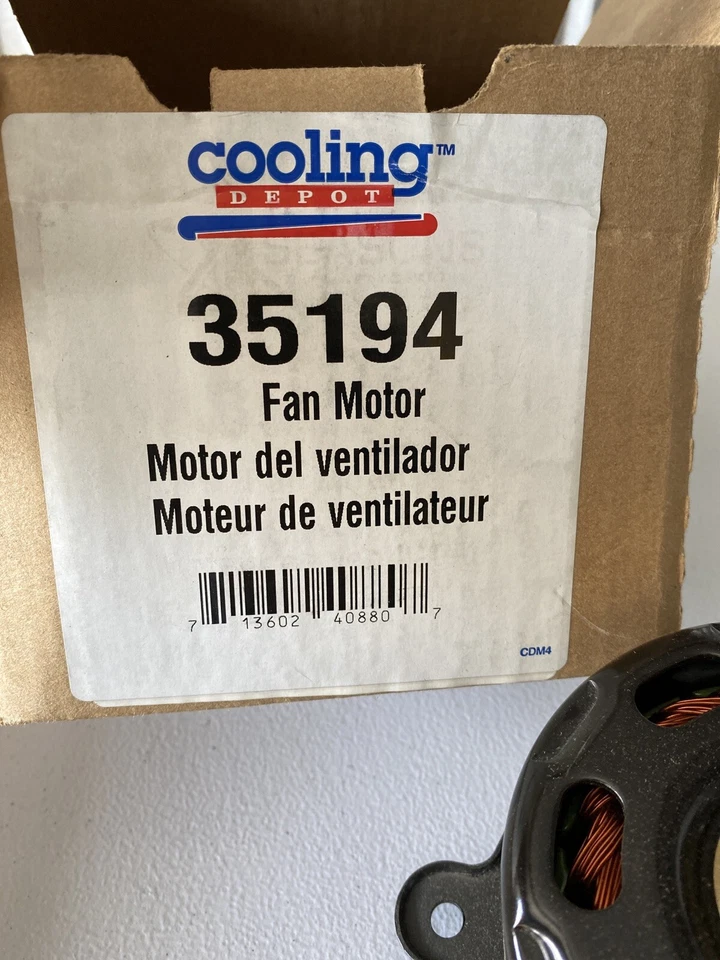 cooling™
DEPOT
35194
Fan Motor
Motor del ventilador
Moteur de ventilateur
7 13602 40880 7
CDM4